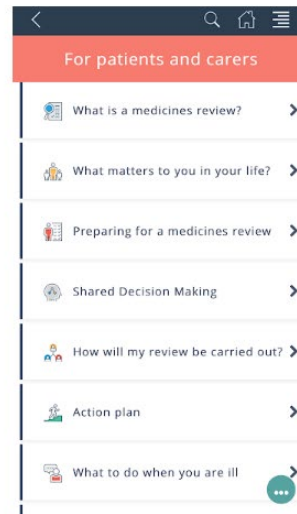 For patients and carers
What is a medicines review?
What matters to you in your life?
Preparing for a medicines review
Shared Decision Making
How will my review be carried out?
Action plan
What to do when you are ill